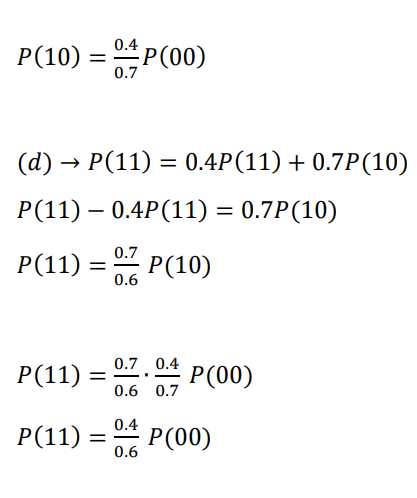 P(10) = 0.4/0.7 P(00)
(d) → P(11) = 0.4P(11) + 0.7P(10)
P(11) − 0.4P(11) = 0.7P(10)
P(11) = 0.7/0.6 P(10)
P(11) = 0.7/0.6 · 0.4/0.7 P(00)
P(11) = 0.4/0.6 P(00)